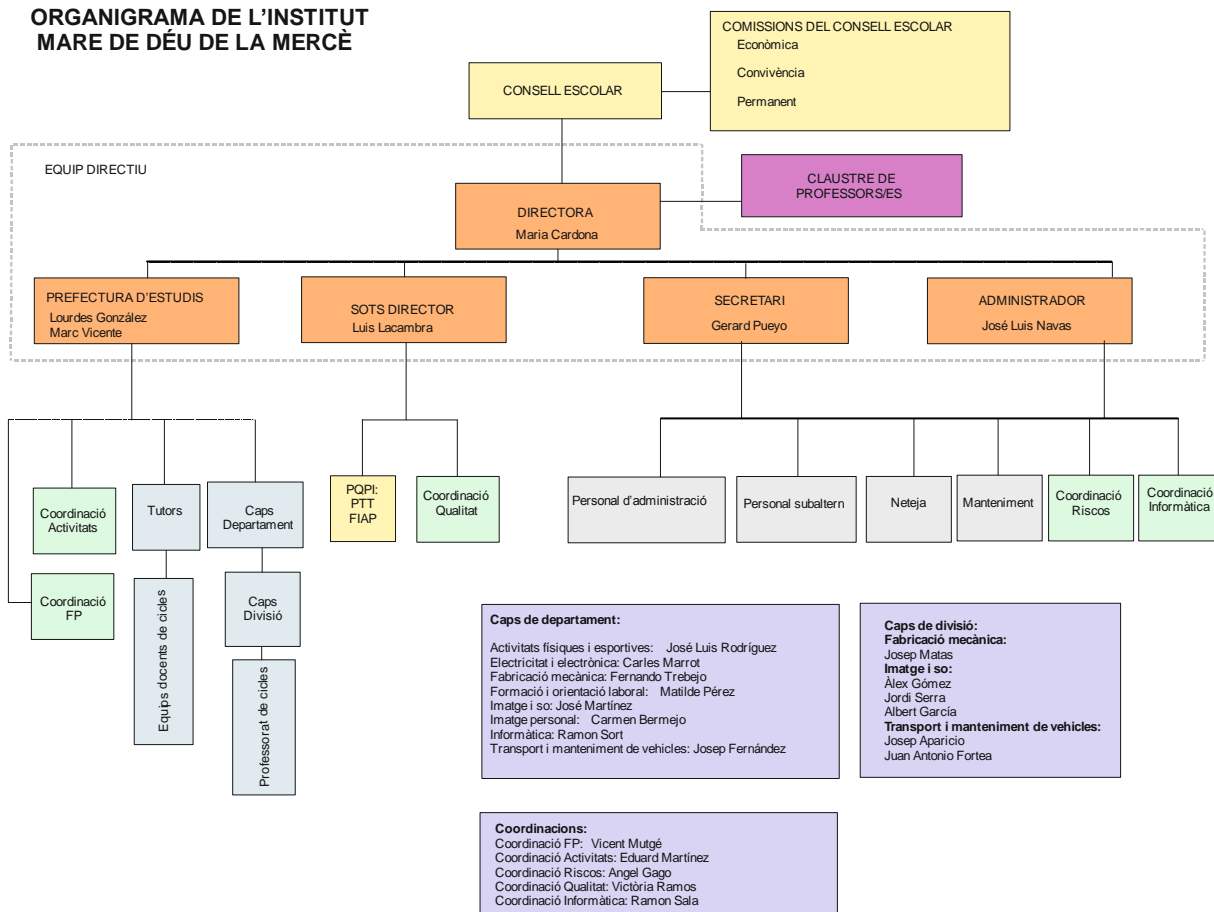 ORGANIGRAMA DE L'INSTITUT
MARE DE DÉU DE LA MERCÈ
COMISSIONS DEL CONSELL ESCOLAR
Econòmica
Convivència
Permanent
CONSELL ESCOLAR
EQUIP DIRECTIU
CLAUSTRE DE
PROFESSORS/ES
DIRECTORA
Maria Cardona
PREFECTURA D'ESTUDIS
Lourdes González
Marc Vicente
SOTS DIRECTOR
Luis Lacambra
SECRETARI
Gerard Pueyo
ADMINISTRADOR
José Luis Navas
Coordinació
Activitats
Tutors
Caps
Departament
PQPI:
PTT
FIAP
Coordinació
Qualitat
Personal d'administració
Personal subaltern
Neteja
Manteniment
Coordinació
Riscos
Coordinació
Informàtica
Coordinació
FP
Equips docents de cicles
Caps
Divisió
Professorat de cicles
Caps de departament:
Activitats físiques i esportives: José Luis Rodríguez
Electricitat i electrònica: Carles Marrot
Fabricació mecànica: Fernando Trebejo
Formació i orientació laboral: Matilde Pérez
Imatge i so: José Martínez
Imatge personal: Carmen Bermejo
Informàtica: Ramon Sort
Transport i manteniment de vehicles: Josep Fernández
Caps de divisió:
Fabricació mecànica:
Josep Matas
Imatge i so:
Àlex Gómez
Jordi Serra
Albert García
Transport i manteniment de vehicles:
Josep Aparicio
Juan Antonio Fortea
Coordinacions:
Coordinació FP: Vicent Mutgé
Coordinació Activitats: Eduard Martínez
Coordinació Riscos: Angel Gago
Coordinació Qualitat: Victòria Ramos
Coordinació Informàtica: Ramon Sala